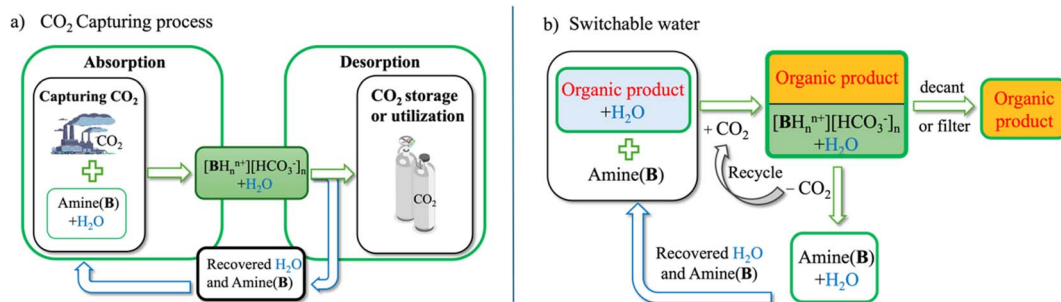 a) CO₂ Capturing process
Absorption
Desorption
Capturing CO₂
CO₂
Amine(B)
+H₂O
[BHₙⁿ⁺][HCO₃⁻]ₙ
+H₂O
CO₂ storage
or utilization
CO₂
Recovered H₂O
and Amine(B)
b) Switchable water
Organic product
+H₂O
Amine(B)
+ CO₂
Recycle
– CO₂
Organic product
[BHₙⁿ⁺][HCO₃⁻]ₙ
+H₂O
decant
or filter
Organic
product
Recovered H₂O
and Amine(B)
Amine(B)
+H₂O